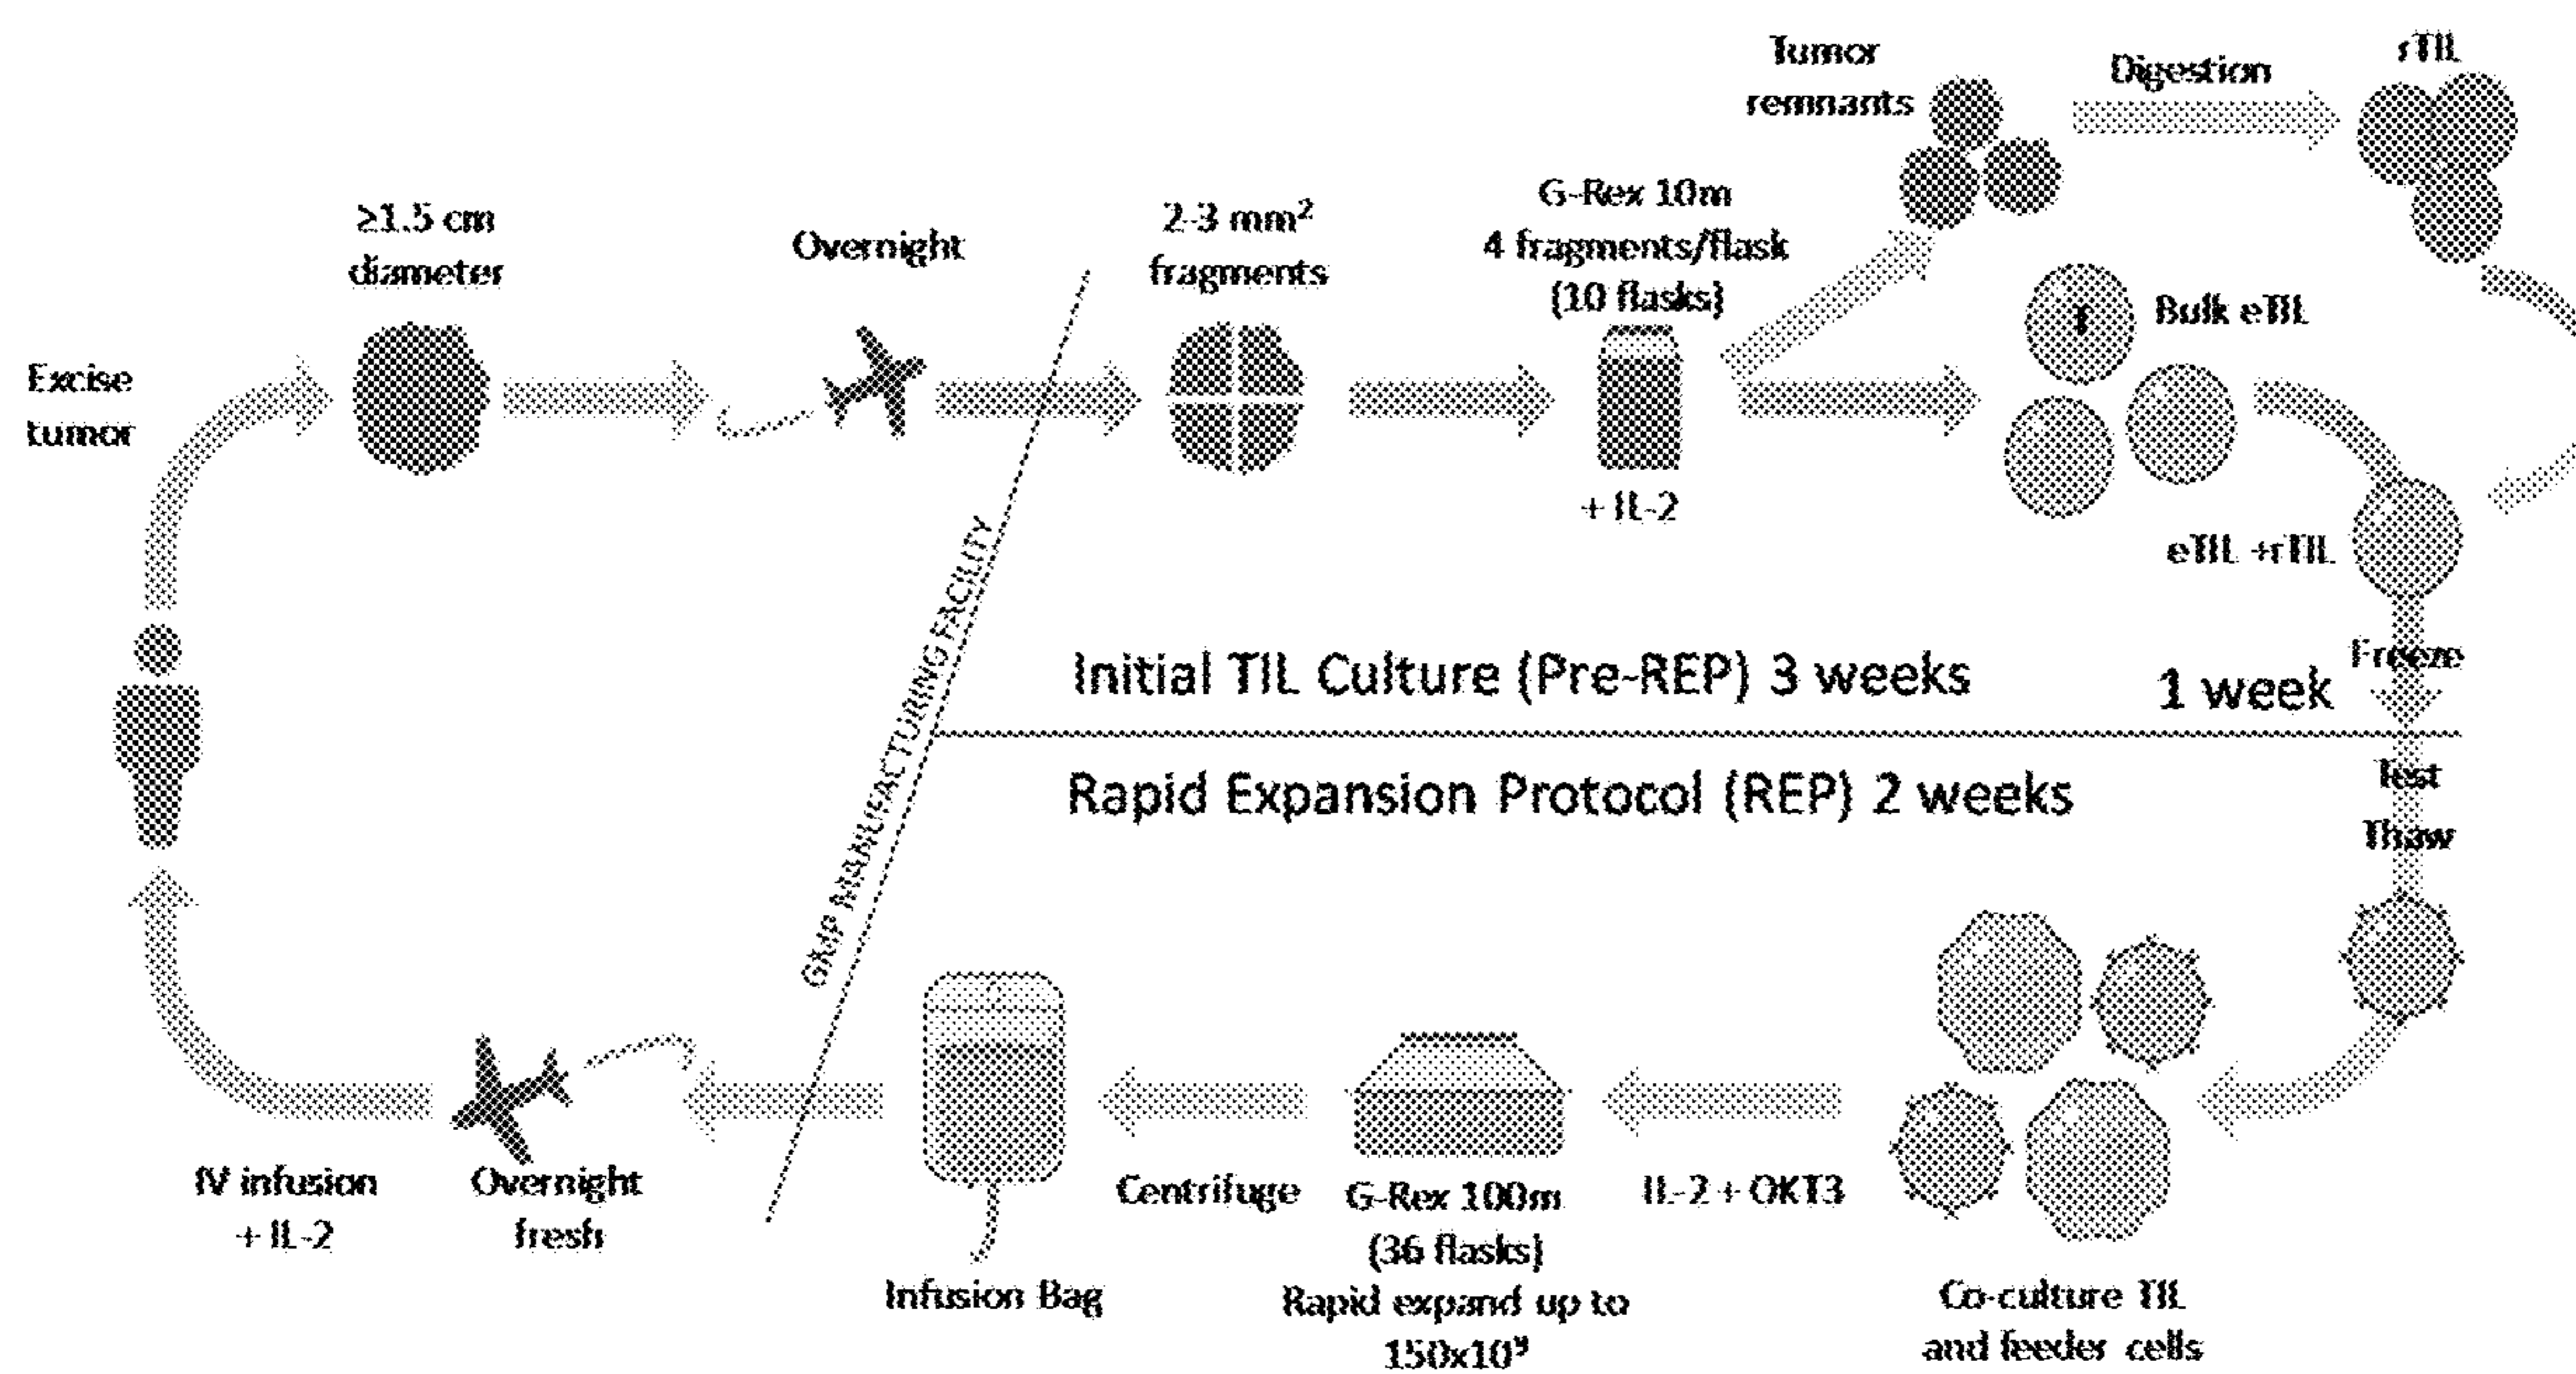 Excise
tumor
≥1.5 cm
diameter
Overnight
2-3 mm²
fragments
G-Rex 10m
4 fragments/flask
(10 flasks)
+ IL-2
Tumor
remnants
Digestion
rTIL
T
Bulk eTIL
eTIL +rTIL
GMP MANUFACTURING FACILITY
Initial TIL Culture (Pre-REP) 3 weeks
1 week
Freeze
Rapid Expansion Protocol (REP) 2 weeks
Test
Thaw
Co-culture TIL
and feeder cells
IL-2 + OKT3
G-Rex 100m
(36 flasks)
Rapid expand up to
150x10⁹
Centrifuge
Infusion Bag
Overnight
fresh
IV infusion
+ IL-2